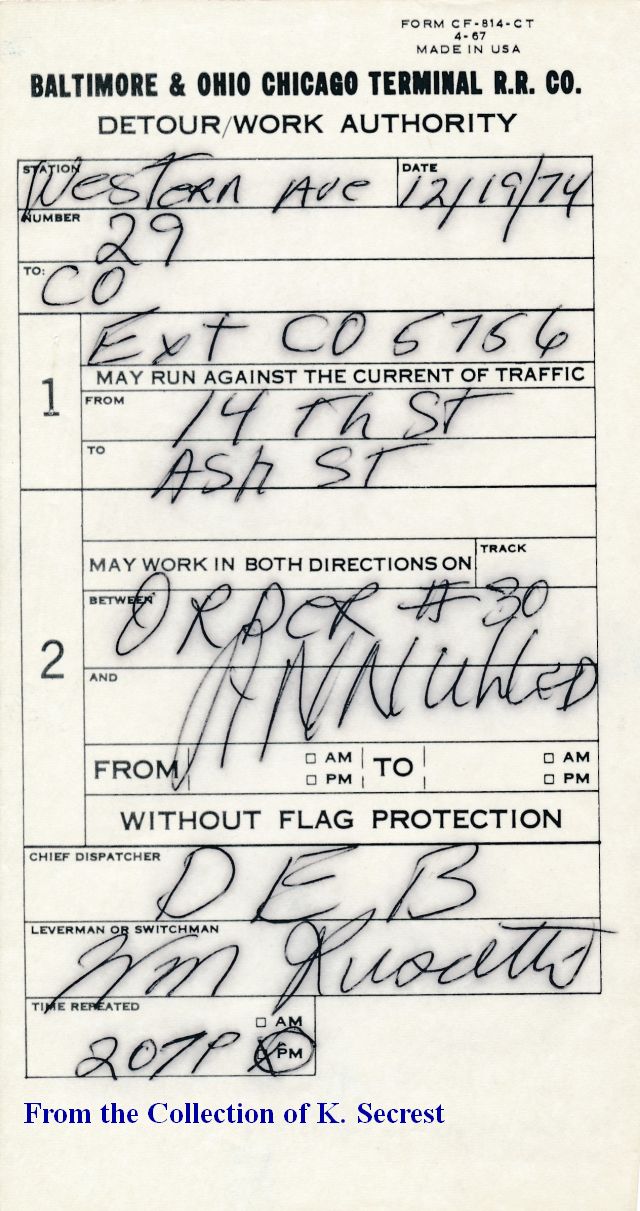 FORM CF-814-CT
4-67
MADE IN USA
BALTIMORE & OHIO CHICAGO TERMINAL R.R. CO.
DETOUR/WORK AUTHORITY
STATION Western Ave DATE 12/19/74
NUMBER 29
TO: CO
1 Ext CO 5756
MAY RUN AGAINST THE CURRENT OF TRAFFIC
FROM 14 Th ST
TO ASh ST
2
MAY WORK IN BOTH DIRECTIONS ON TRACK
BETWEEN ORDER # 30
AND ANNULLED
FROM AM PM TO AM PM
WITHOUT FLAG PROTECTION
CHIEF DISPATCHER D E B
LEVERMAN OR SWITCHMAN Wm
TIME REPEATED AM
207P PM
From the Collection of K. Secrest